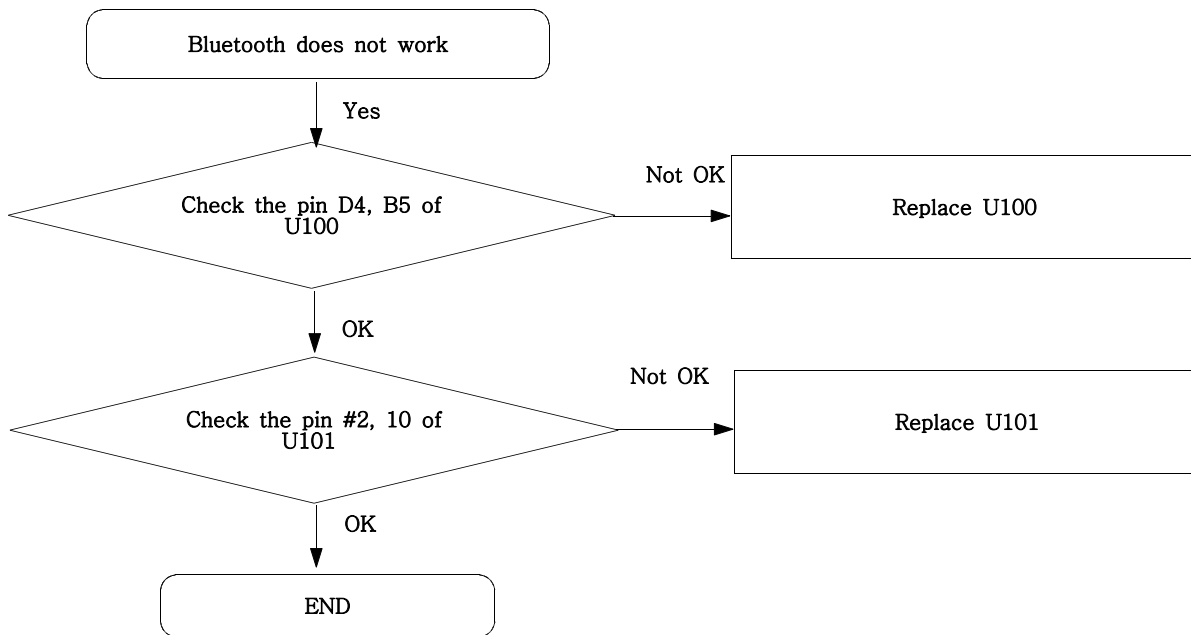 Bluetooth does not work
Yes
Check the pin D4, B5 of
U100
Not OK
Replace U100
OK
Check the pin #2, 10 of
U101
Not OK
Replace U101
OK
END